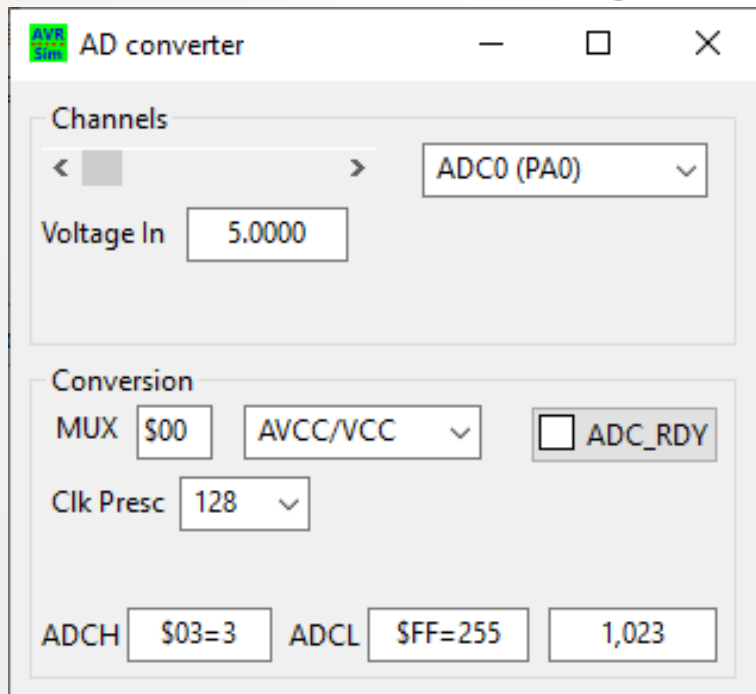 AVR
Sim
AD converter
Channels
ADC0 (PA0)
Voltage In 5.0000
Conversion
MUX $00 AVCC/VCC ADC_RDY
Clk Presc 128
ADCH $03=3 ADCL $FF=255 1,023